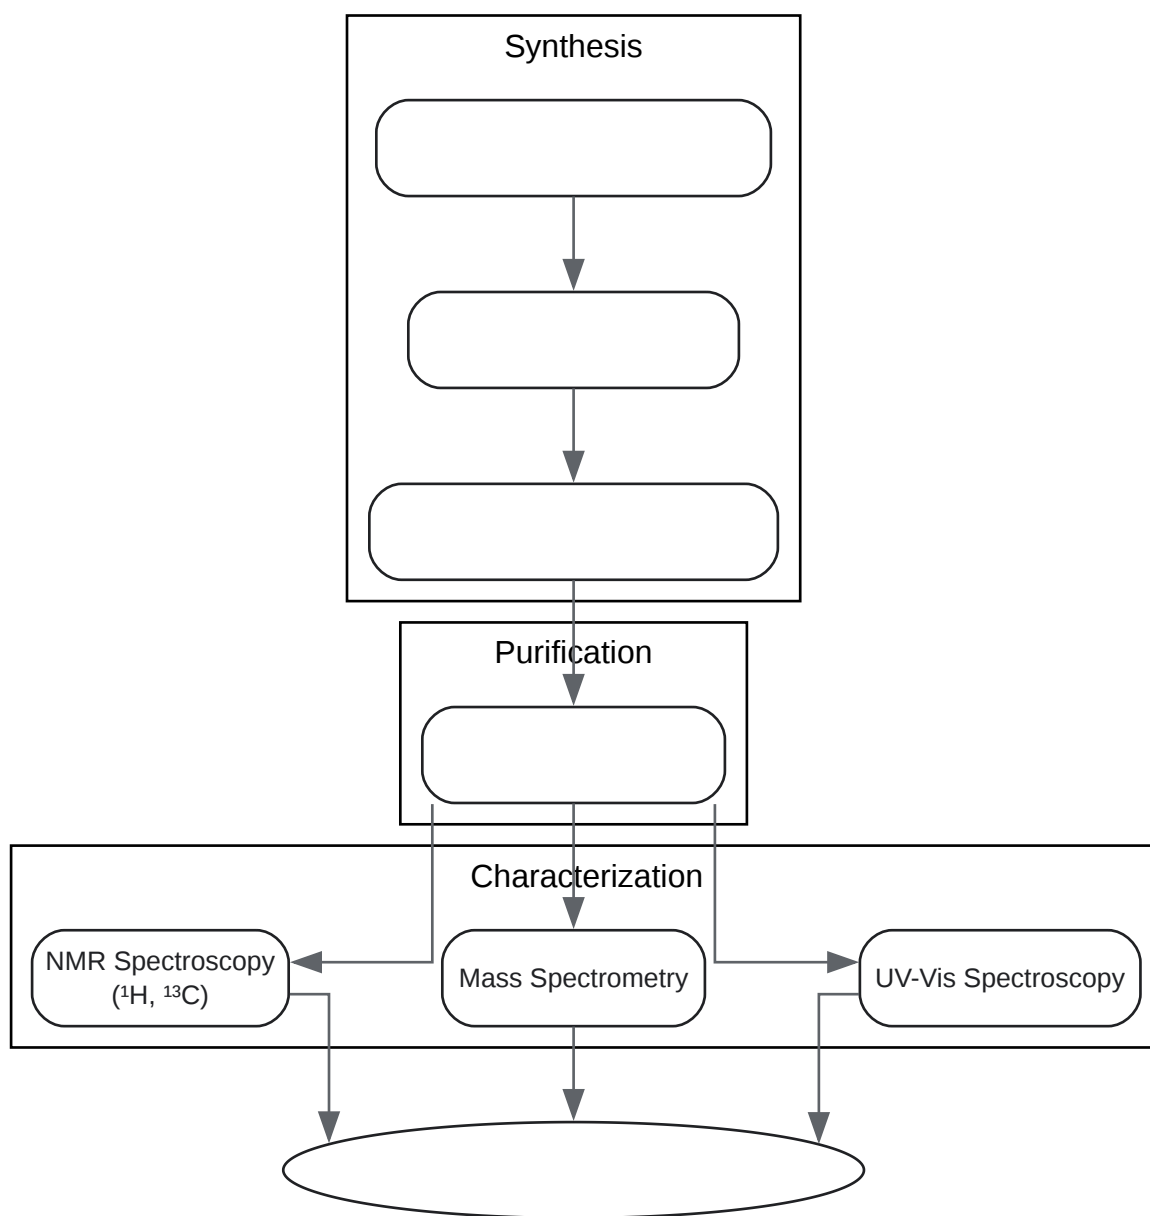 Synthesis
Purification
Characterization
NMR Spectroscopy
(¹H, ¹³C)
Mass Spectrometry
UV-Vis Spectroscopy